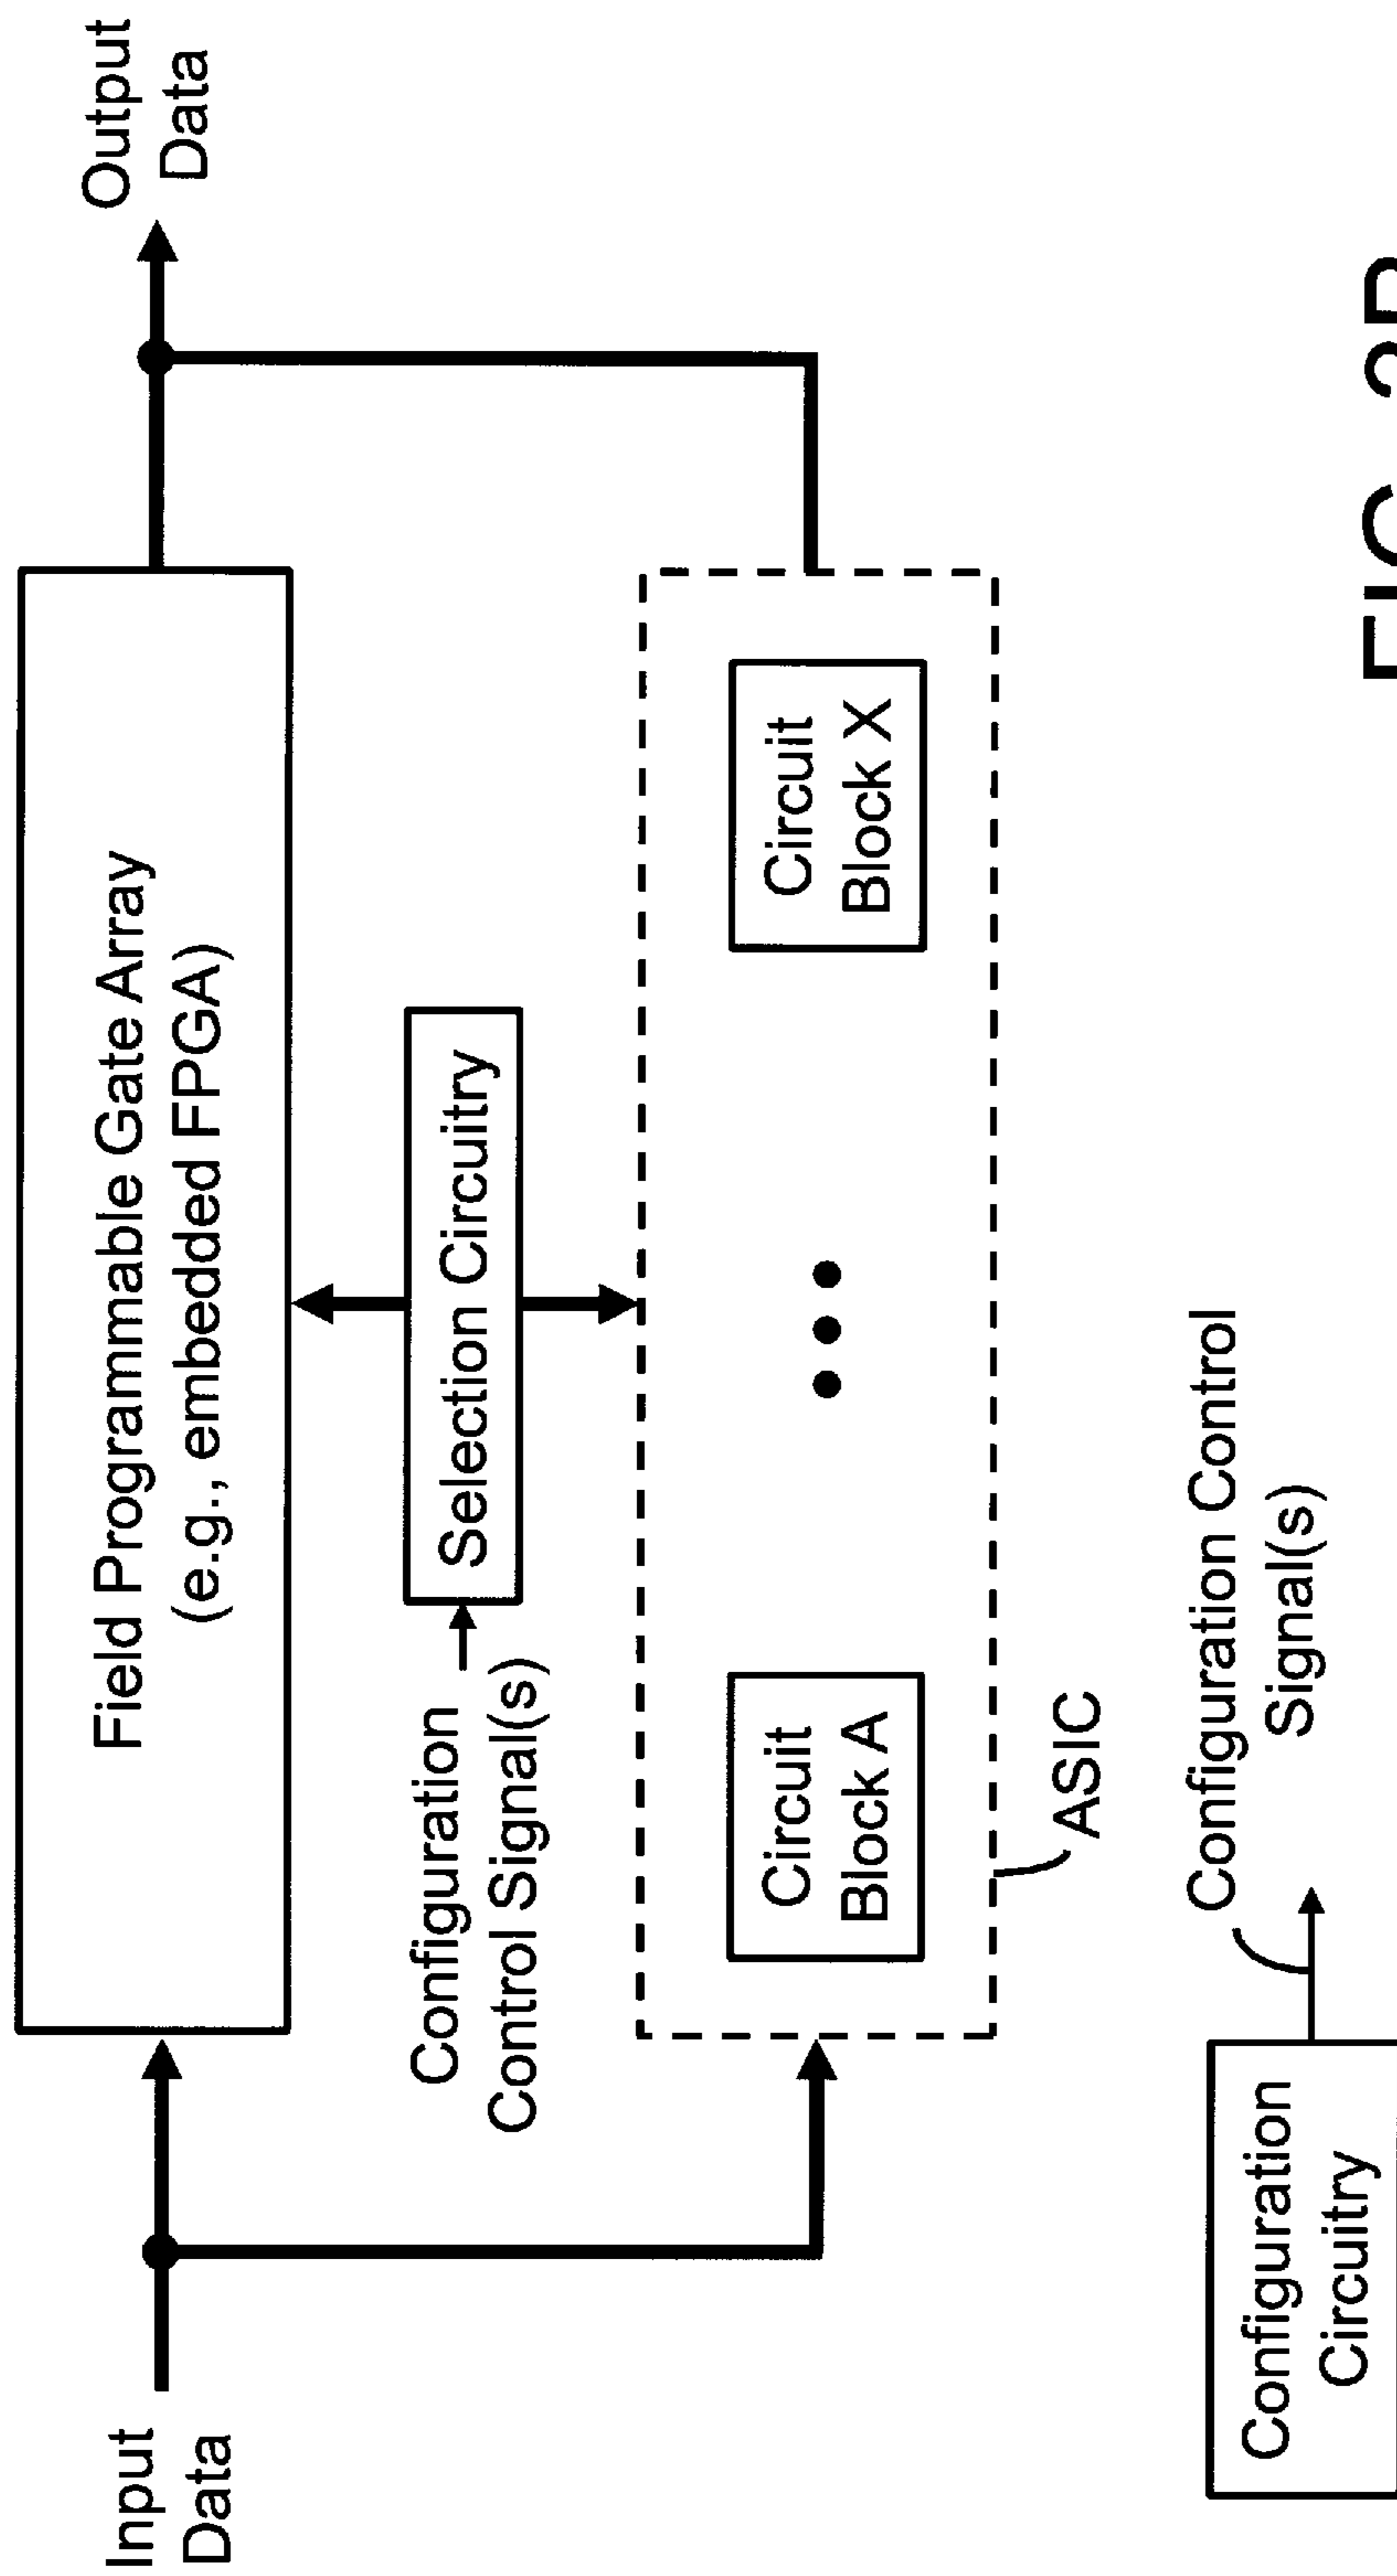 Input
Data
Field Programmable Gate Array
(e.g., embedded FPGA)
Output
Data
Configuration
Control Signal(s)
Selection Circuitry
Circuit
Block A
Circuit
Block X
ASIC
Configuration
Circuitry
Configuration Control
Signal(s)